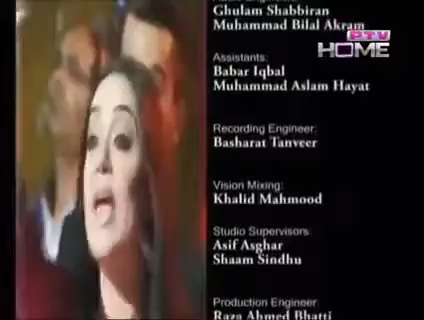 Ghulam Shabbiran
Muhammad Bilal Akram
PTV
HOME
Assistants:
Babar Iqbal
Muhammad Aslam Hayat
Recording Engineer:
Basharat Tanveer
Vision Mixing:
Khalid Mahmood
Studio Supervisors:
Asif Asghar
Shaam Sindhu
Production Engineer
Raza Ahmed Bhatti